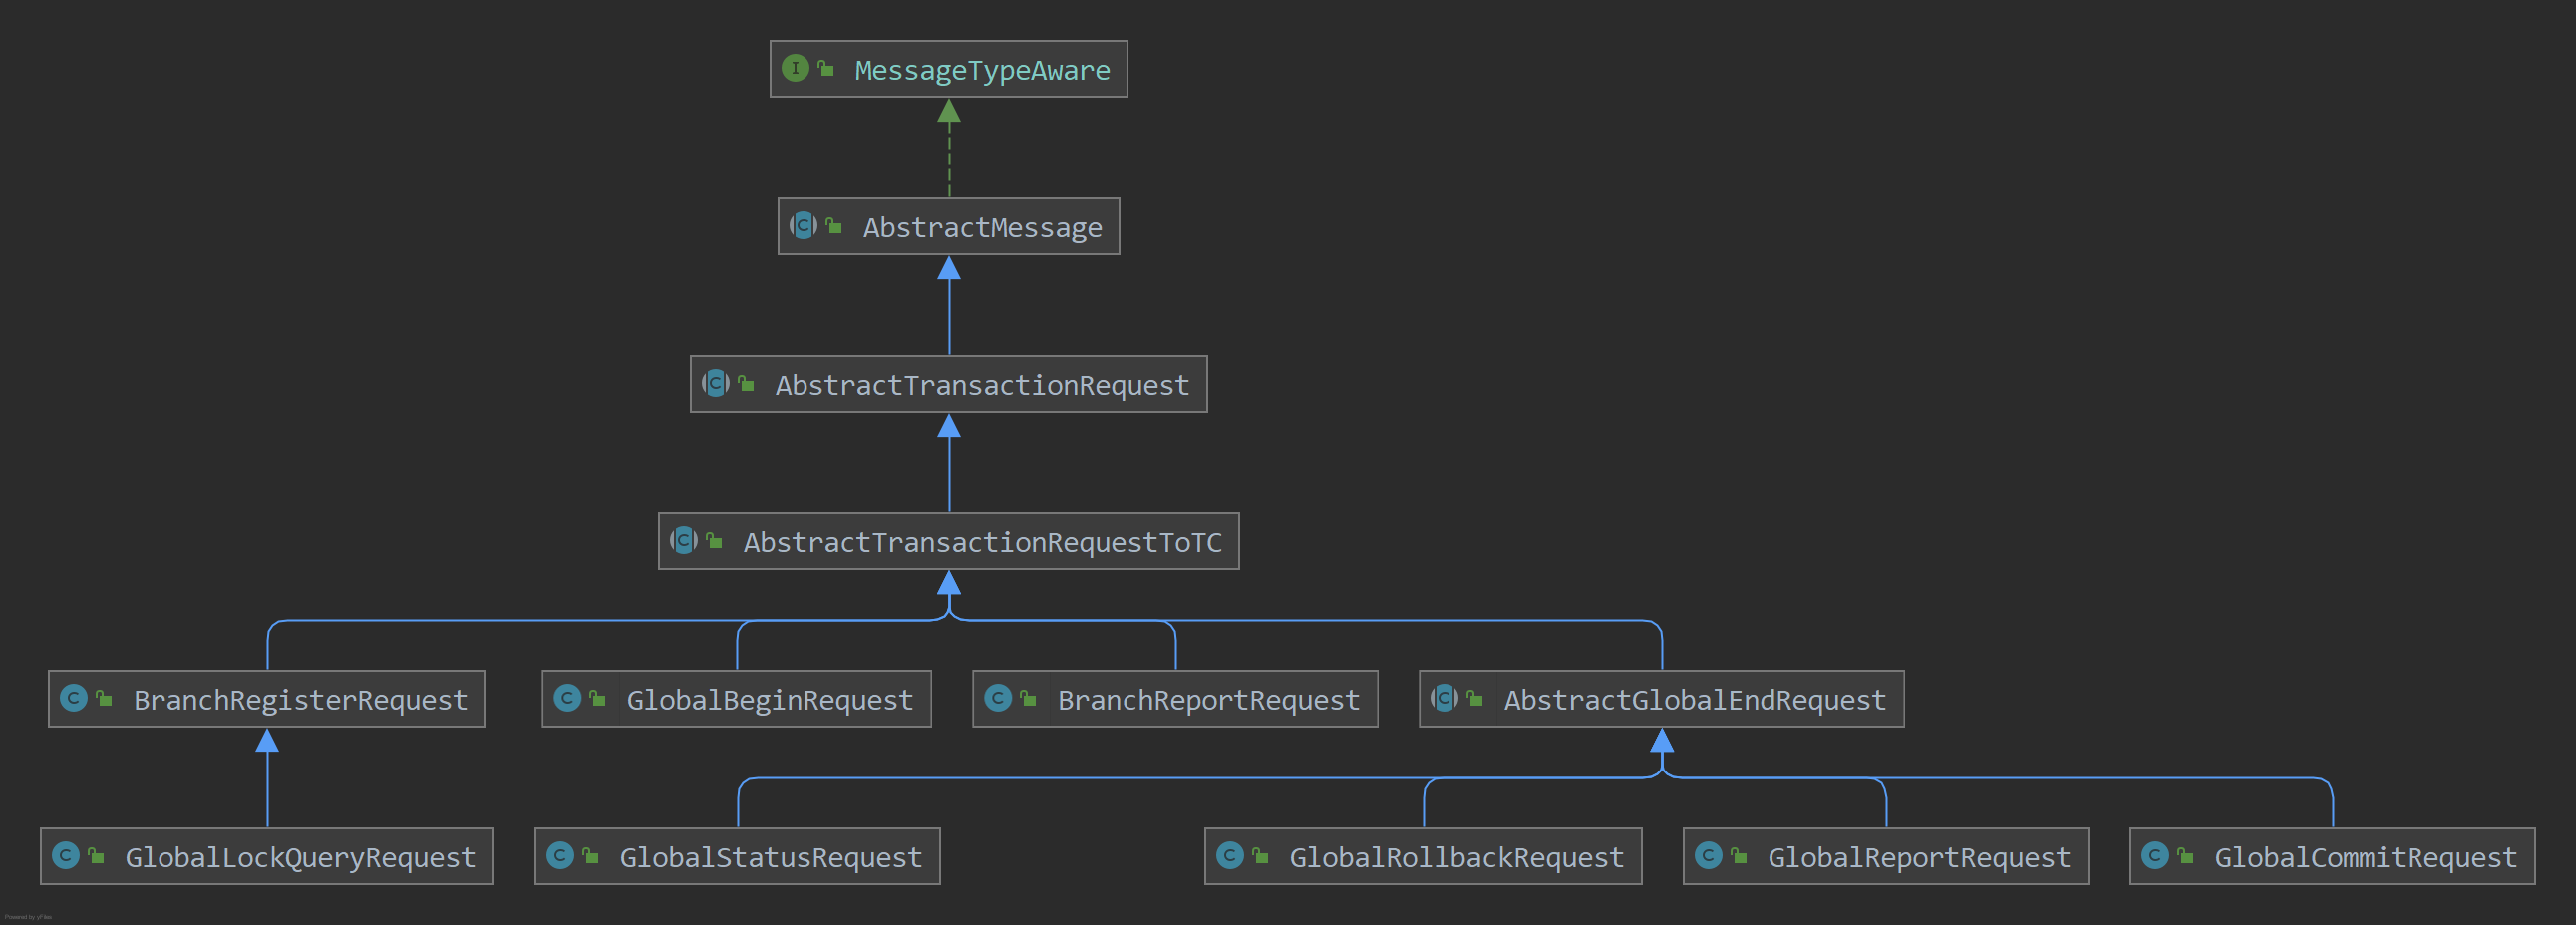 I MessageTypeAware
C AbstractMessage
C AbstractTransactionRequest
C AbstractTransactionRequestToTC
C BranchRegisterRequest
C GlobalBeginRequest
C BranchReportRequest
C AbstractGlobalEndRequest
C GlobalLockQueryRequest
C GlobalStatusRequest
C GlobalRollbackRequest
C GlobalReportRequest
C GlobalCommitRequest
Powered by yFiles